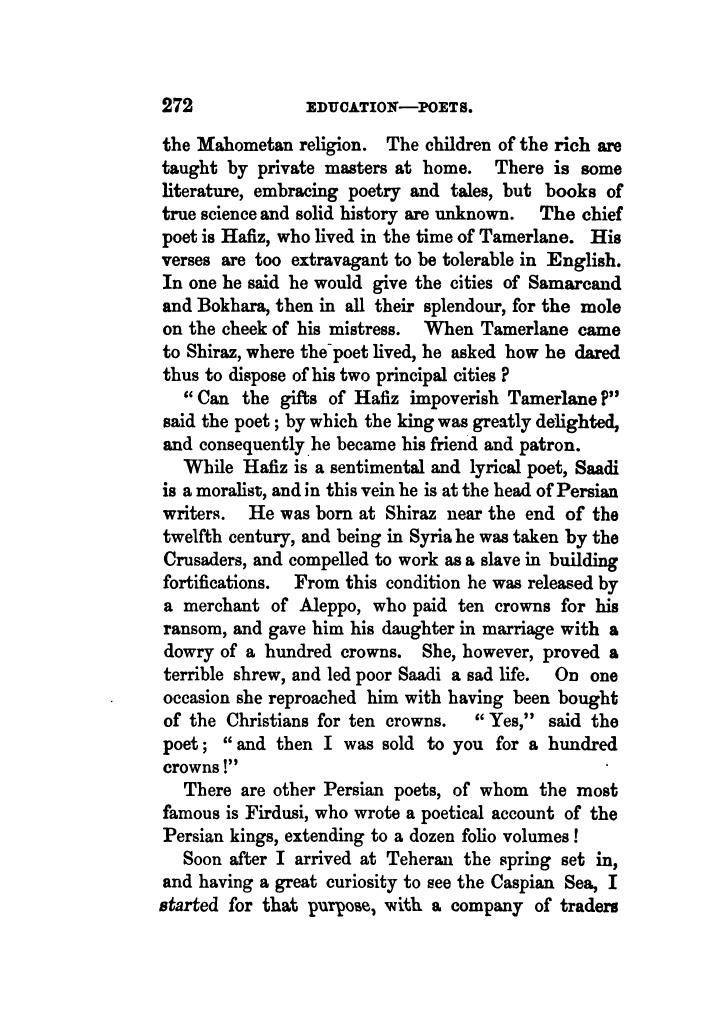 272 EDUCATION—POETS.
the Mahometan religion. The children of the rich are
taught by private masters at home. There is some
literature, embracing poetry and tales, but books of
true science and solid history are unknown. The chief
poet is Hafiz, who lived in the time of Tamerlane. His
verses are too extravagant to be tolerable in English.
In one he said he would give the cities of Samarcand
and Bokhara, then in all their splendour, for the mole
on the cheek of his mistress. When Tamerlane came
to Shiraz, where the poet lived, he asked how he dared
thus to dispose of his two principal cities?
"Can the gifts of Hafiz impoverish Tamerlane?"
said the poet; by which the king was greatly delighted,
and consequently he became his friend and patron.
While Hafiz is a sentimental and lyrical poet, Saadi
is a moralist, and in this vein he is at the head of Persian
writers. He was born at Shiraz near the end of the
twelfth century, and being in Syria he was taken by the
Crusaders, and compelled to work as a slave in building
fortifications. From this condition he was released by
a merchant of Aleppo, who paid ten crowns for his
ransom, and gave him his daughter in marriage with a
dowry of a hundred crowns. She, however, proved a
terrible shrew, and led poor Saadi a sad life. On one
occasion she reproached him with having been bought
of the Christians for ten crowns. "Yes," said the
poet; "and then I was sold to you for a hundred
crowns!"
There are other Persian poets, of whom the most
famous is Firdusi, who wrote a poetical account of the
Persian kings, extending to a dozen folio volumes!
Soon after I arrived at Teheran the spring set in,
and having a great curiosity to see the Caspian Sea, I
started for that purpose, with a company of traders